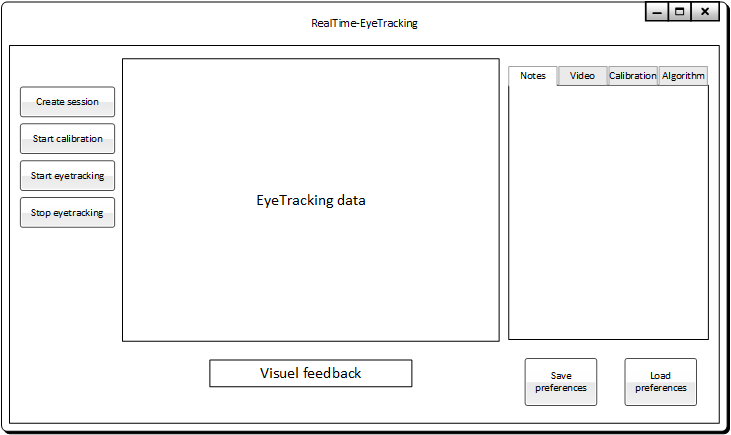 RealTime-EyeTracking
Create session
Start calibration
Start eyetracking
Stop eyetracking
EyeTracking data
Notes
Video
Calibration
Algorithm
Visuel feedback
Save
preferences
Load
preferences